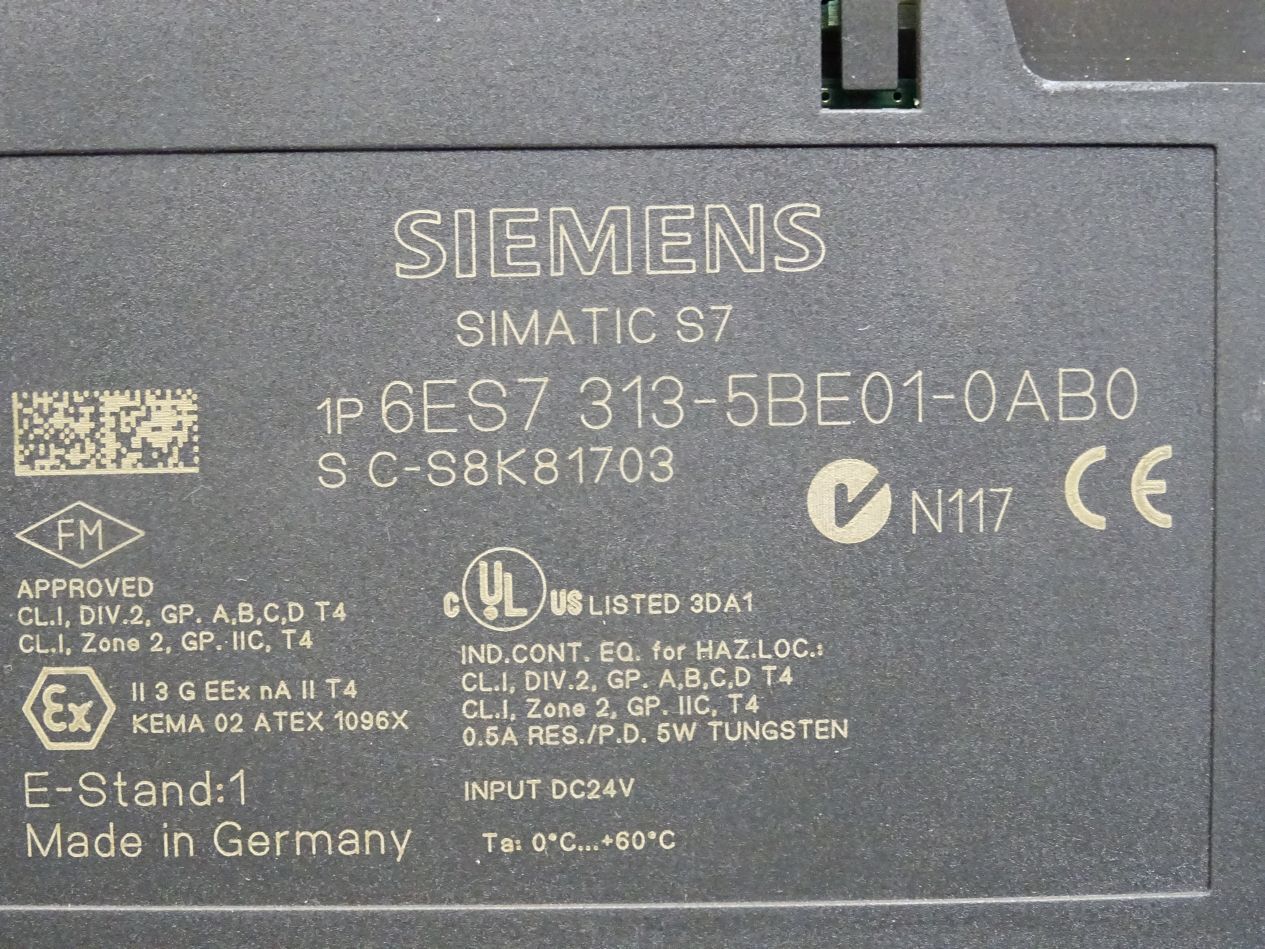 SIEMENS
SIMATIC S7
1P 6ES7 313-5BE01-0AB0
S C-S8K81703
N117 CE
FM
APPROVED
CL.I, DIV.2, GP. A,B,C,D T4
CL.I, Zone 2, GP. IIC, T4
Ex II 3 G EEx nA II T4
KEMA 02 ATEX 1096X
E-Stand:1
Made in Germany
C UL US LISTED 3DA1
IND.CONT. EQ. for HAZ.LOC.:
CL.I, DIV.2, GP. A,B,C,D T4
CL.I, Zone 2, GP. IIC, T4
0.5A RES./P.D. 5W TUNGSTEN
INPUT DC24V
Ta: 0°C...+60°C